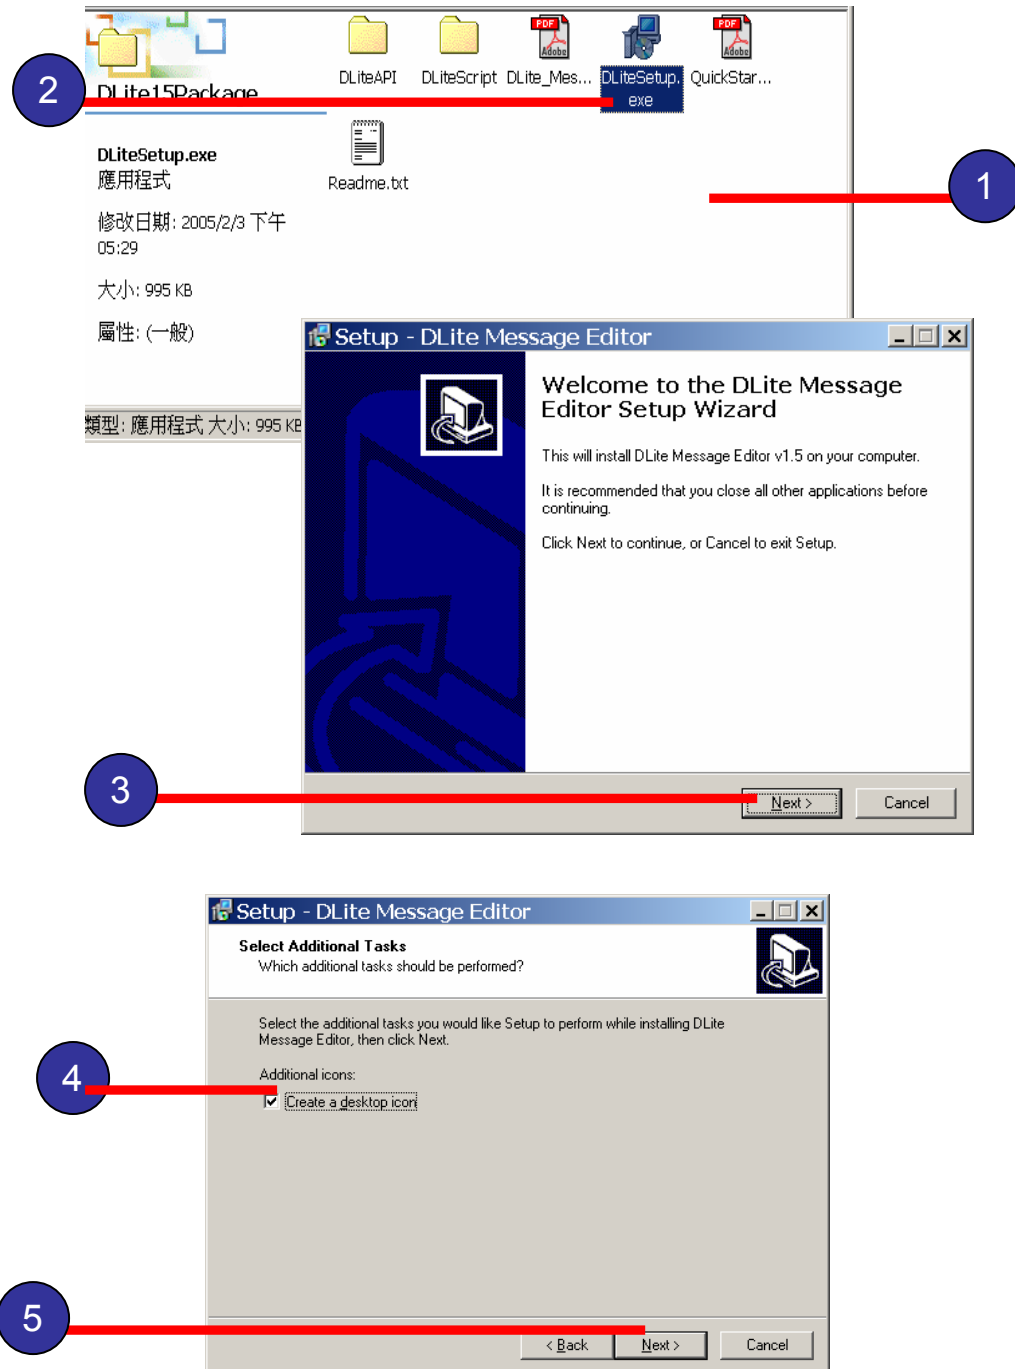 DLiteAPI
DLiteScript
DLite_Mes...
DLiteSetup.
exe
QuickStar...
2
DLite15Package
DLiteSetup.exe
應用程式
Readme.txt
1
修改日期: 2005/2/3 下午
05:29
大小: 995 KB
屬性: (一般)
類型: 應用程式 大小: 995 KB
Setup - DLite Message Editor
Welcome to the DLite Message
Editor Setup Wizard
This will install DLite Message Editor v1.5 on your computer.
It is recommended that you close all other applications before
continuing.
Click Next to continue, or Cancel to exit Setup.
3
Next >
Cancel
Setup - DLite Message Editor
Select Additional Tasks
Which additional tasks should be performed?
Select the additional tasks you would like Setup to perform while installing DLite
Message Editor, then click Next.
4
Additional icons:
Create a desktop icon
5
< Back
Next >
Cancel